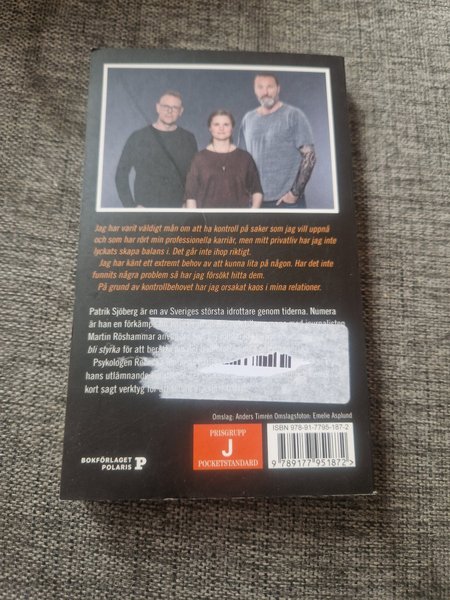 Jag har varit väldigt mån om att ha kontroll på saker som jag vill uppnå
och som har rört min professionella karriär, men mitt privatliv har jag inte
lyckats skapa balans i. Det går inte ihop riktigt.
Jag har känt ett extremt behov av att kunna lita på någon. Har det inte
funnits några problem så har jag försökt hitta dem.
På grund av kontrollbehovet har jag orsakat kaos i mina relationer.
Patrik Sjöberg är en av Sveriges största idrottare genom tiderna. Numera
är han en förkämp
Martin Röshammar
bli styrka för att
Psykologen
hans utlämnande
kort sagt verktyg för
Omslag: Anders Timrén Omslagsfoton: Emelie Asplund
ISBN 978-91-7795-187-2
PRISGRUPP
J
POCKETSTANDARD
BOKFÖRLAGET
POLARIS P
9 789177 951872 >